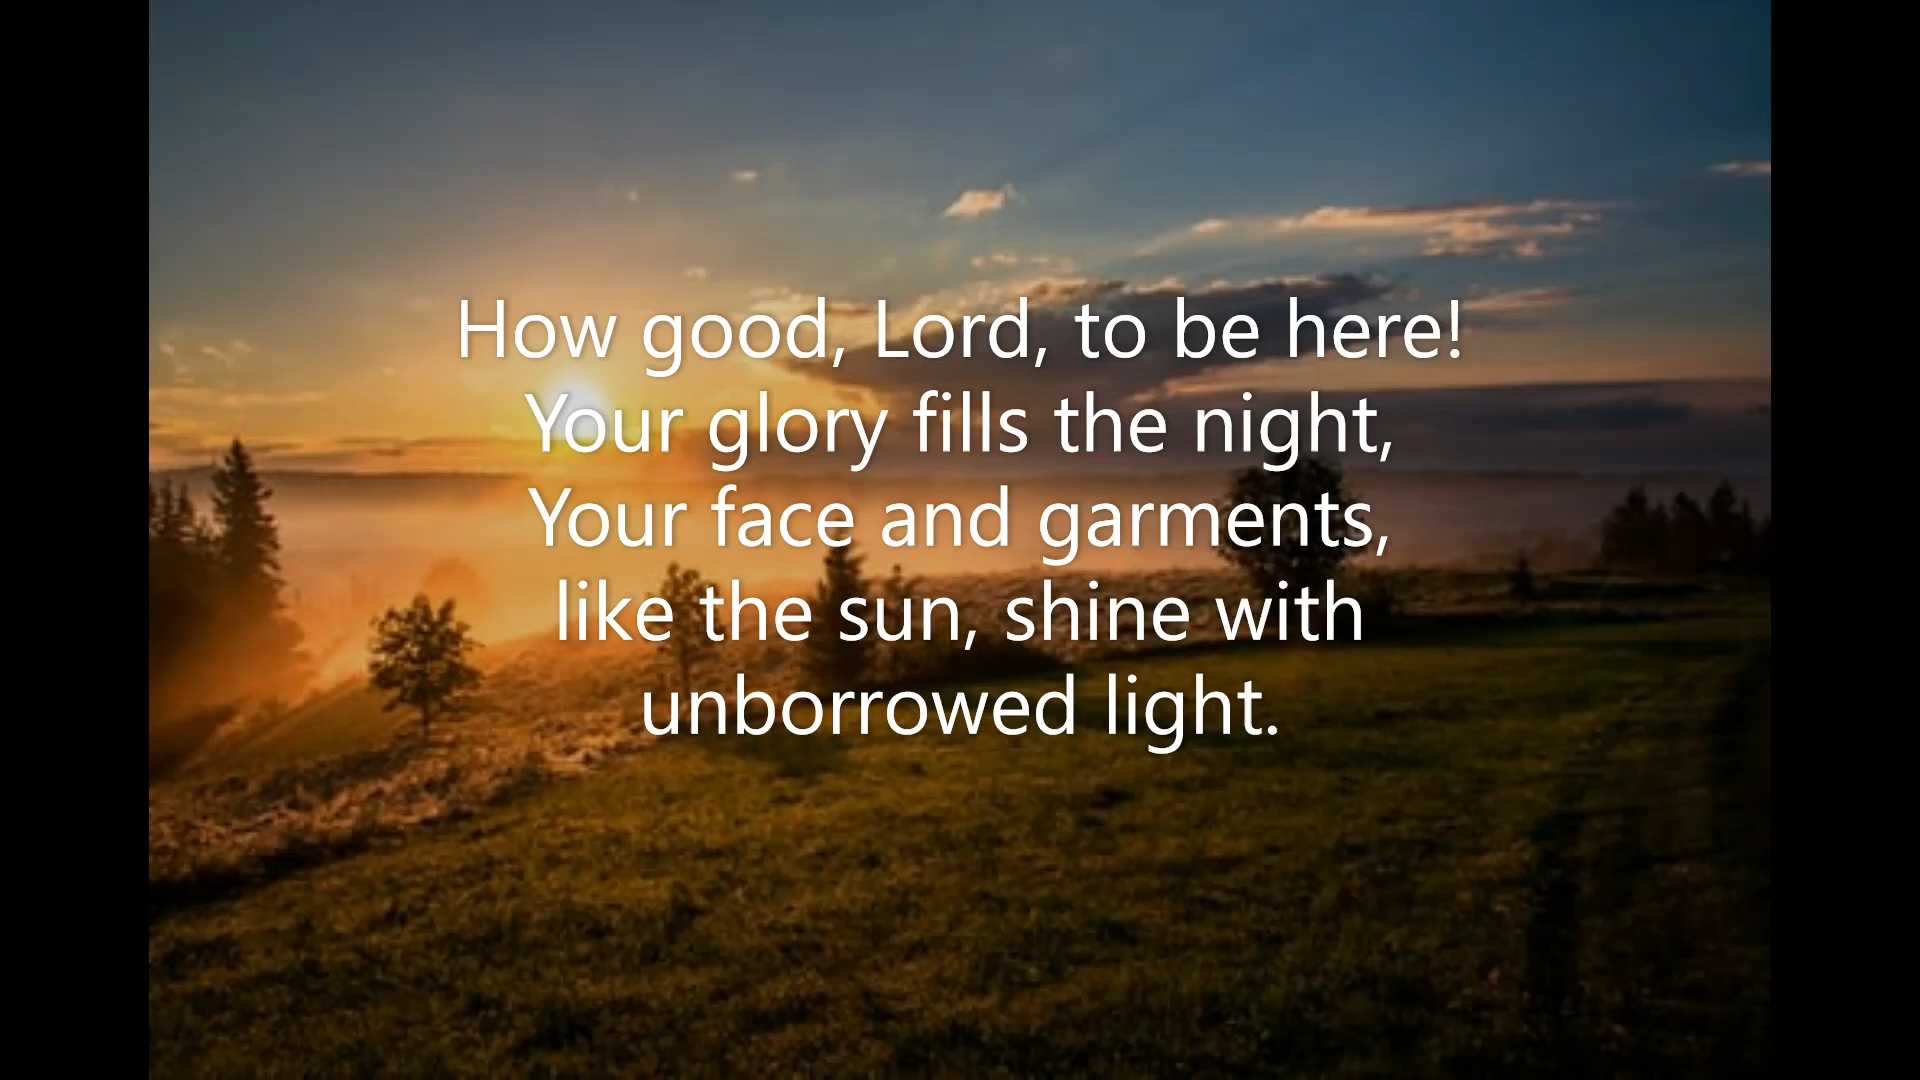 How good, Lord, to be here!
Your glory fills the night,
Your face and garments,
like the sun, shine with
unborrowed light.